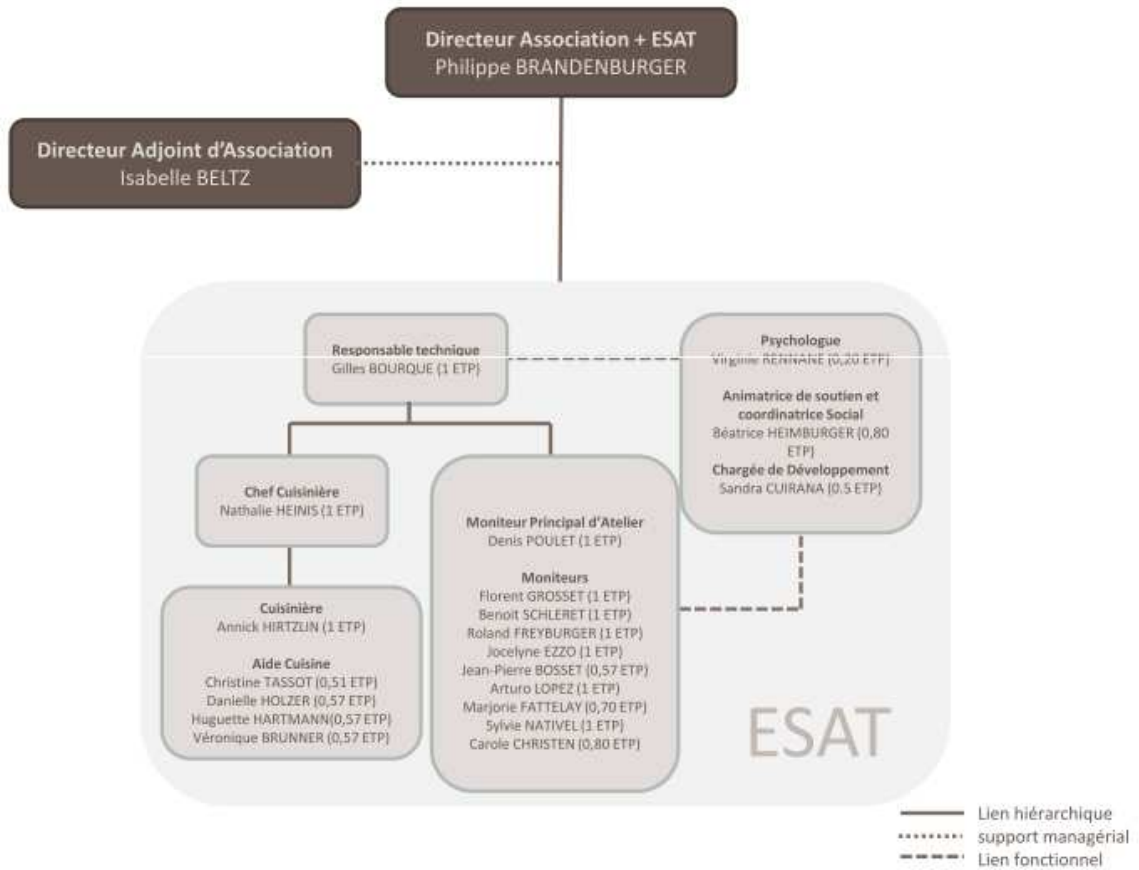 Directeur Association + ESAT
Philippe BRANDENBURGER
Directeur Adjoint d'Association
Isabelle BELTZ
Responsable technique
Gilles BOURQUE (1 ETP)
Psychologue
Virginie RENNANE (0,20 ETP)
Animatrice de soutien et
coordinatrice Social
Béatrice HEIMBURGER (0,80
ETP)
Chargée de Développement
Sandra CUIRANA (0.5 ETP)
Chef Cuisinière
Nathalie HEINIS (1 ETP)
Moniteur Principal d'Atelier
Denis POULET (1 ETP)
Moniteurs
Florent GROSSET (1 ETP)
Benoit SCHLERET (1 ETP)
Roland FREYBURGER (1 ETP)
Jocelyne EZZO (1 ETP)
Jean-Pierre BOSSET (0,57 ETP)
Arturo LOPEZ (1 ETP)
Marjorie FATTELAY (0,70 ETP)
Sylvie NATIVEL (1 ETP)
Carole CHRISTEN (0,80 ETP)
Cuisinière
Annick HIRTZLIN (1 ETP)
Aide Cuisine
Christine TASSOT (0,51 ETP)
Danielle HOLZER (0,57 ETP)
Huguette HARTMANN(0,57 ETP)
Véronique BRUNNER (0,57 ETP)
ESAT
Lien hiérarchique
support managérial
Lien fonctionnel